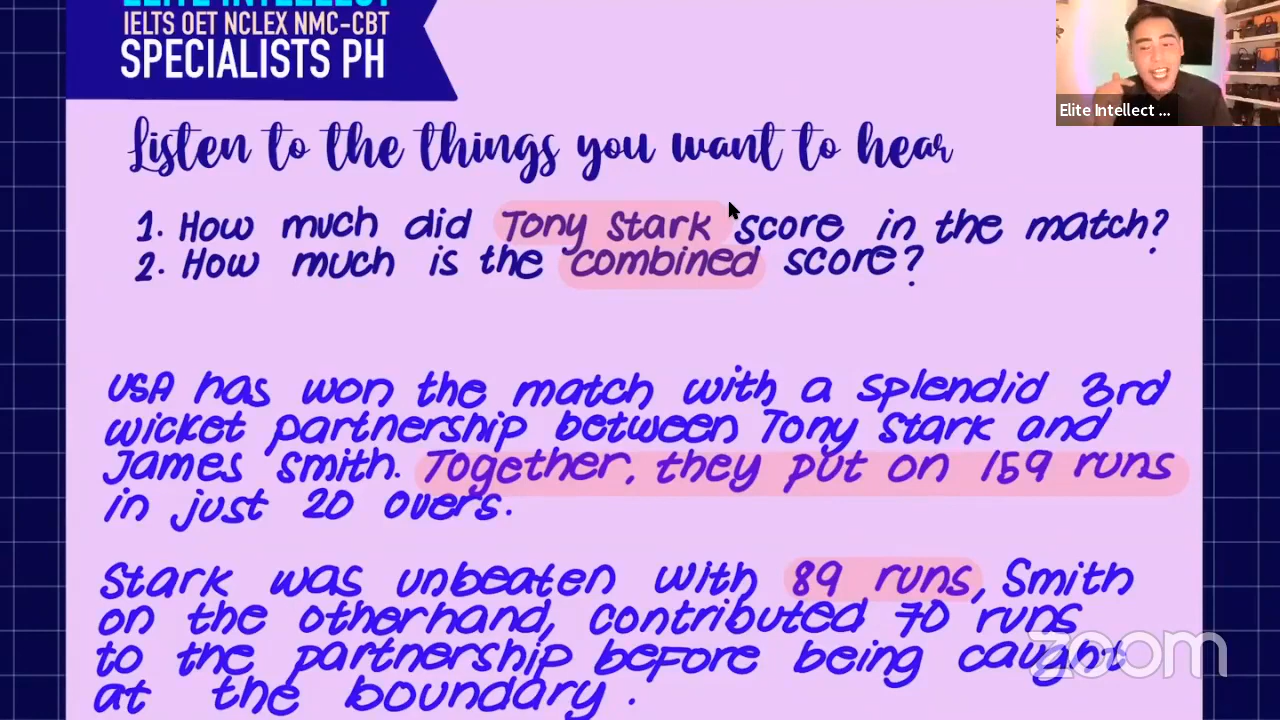 ELITE INTELLECT
IELTS OET NCLEX NMC-CBT
SPECIALISTS PH
Elite Intellect ...
Listen to the things you want to hear
1. How much did Tony Stark score in the match?
2. How much is the combined score?
USA has won the match with a splendid 3rd
wicket partnership between Tony Stark and
James Smith. Together, they put on 159 runs
in just 20 overs.
Stark was unbeaten with 89 runs, Smith
on the otherhand, contributed 70 runs
to the partnership before being caught
at the boundary.
zoom